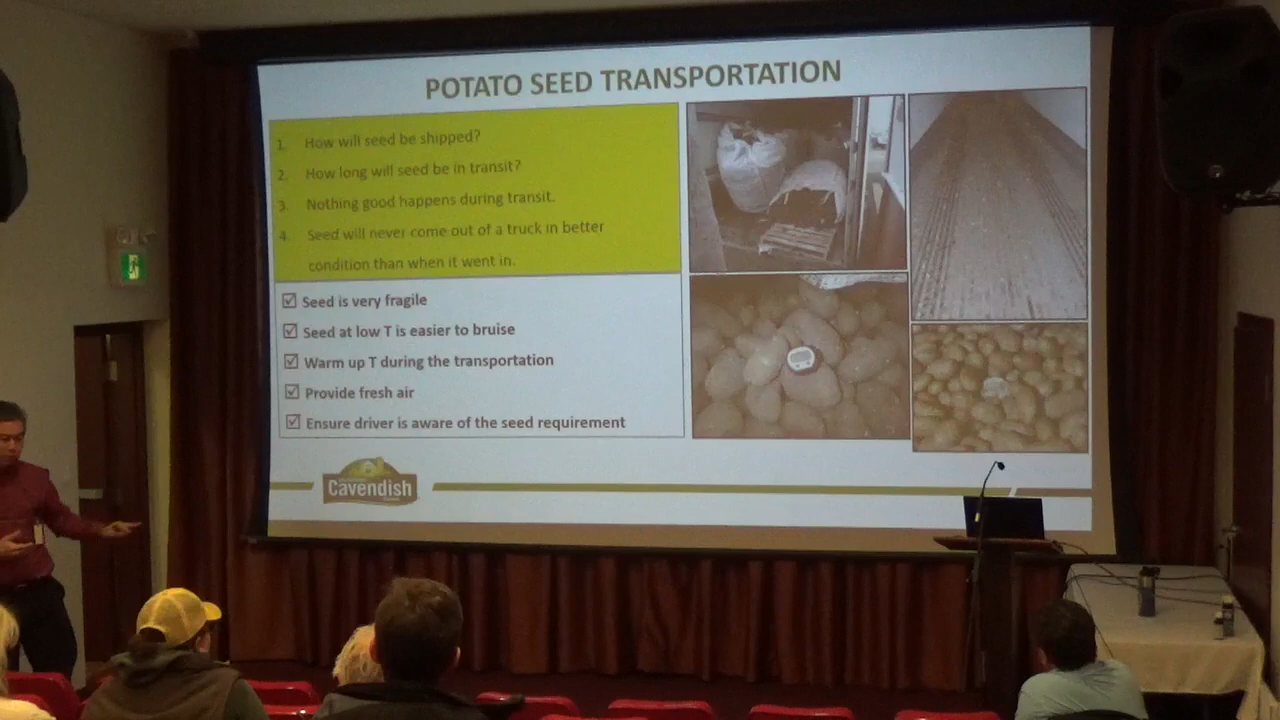 POTATO SEED TRANSPORTATION
1. How will seed be shipped?
2. How long will seed be in transit?
3. Nothing good happens during transit.
4. Seed will never come out of a truck in better
condition than when it went in.
Seed is very fragile
Seed at low T is easier to bruise
Warm up T during the transportation
Provide fresh air
Ensure driver is aware of the seed requirement
Cavendish